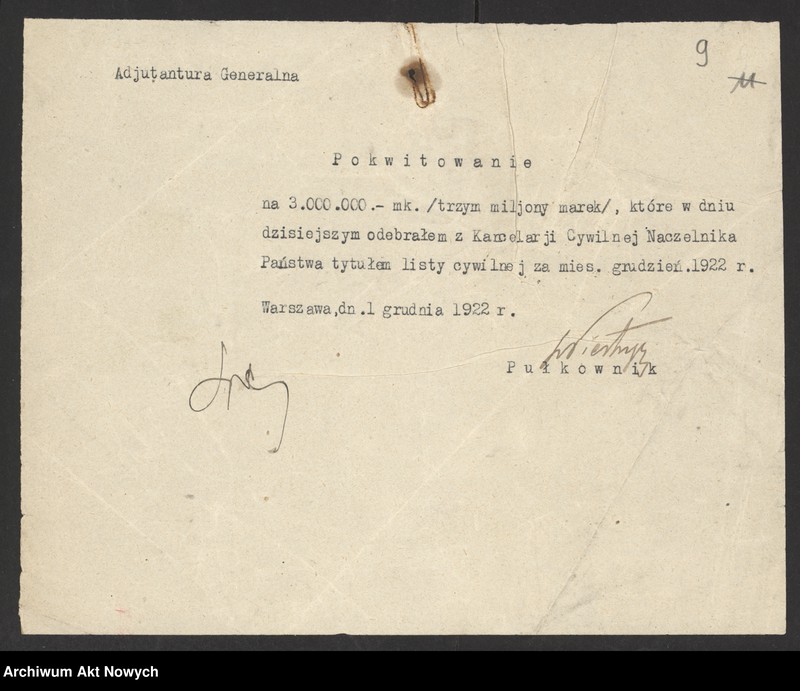 9
11
Adjutantura Generalna
Pokwitowanie
na 3.000.000.- mk. /trzym miljony marek/, które w dniu
dzisiejszym odebrałem z Kancelarji Cywilnej Naczelnika
Państwa tytułem listy cywilnej za mies. grudzień.1922 r.
Warszawa,dn.1 grudnia 1922 r.
Pułkownik
Archiwum Akt Nowych